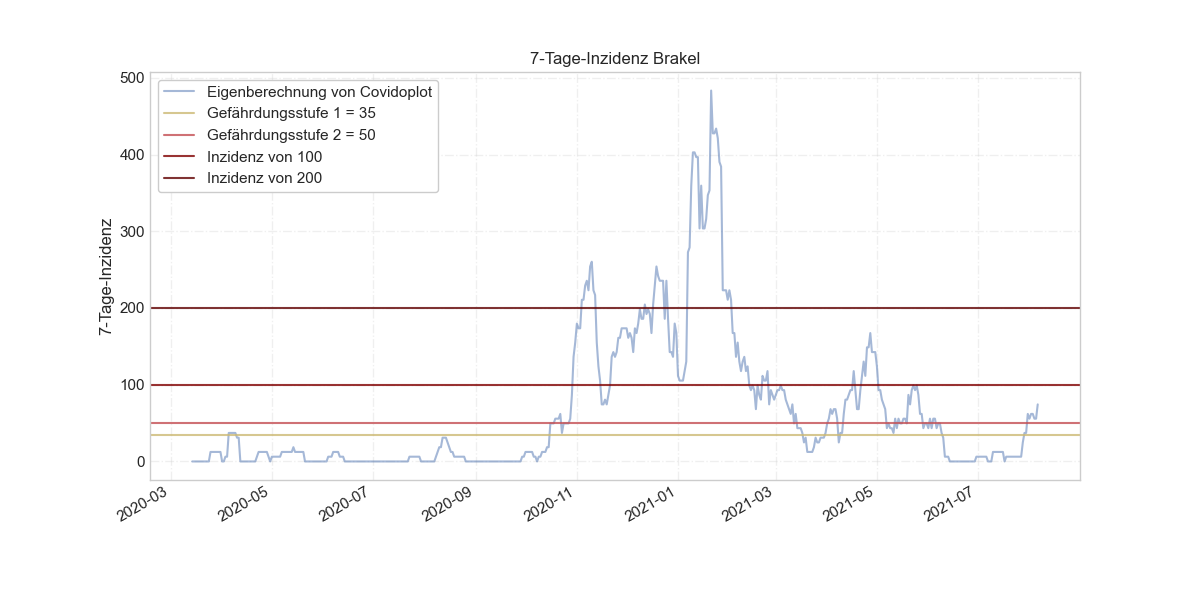 7-Tage-Inzidenz Brakel
7-Tage-Inzidenz
500
400
300
200
100
0
Eigenberechnung von Covidoplot
Gefährdungsstufe 1 = 35
Gefährdungsstufe 2 = 50
Inzidenz von 100
Inzidenz von 200
2020-03
2020-05
2020-07
2020-09
2020-11
2021-01
2021-03
2021-05
2021-07